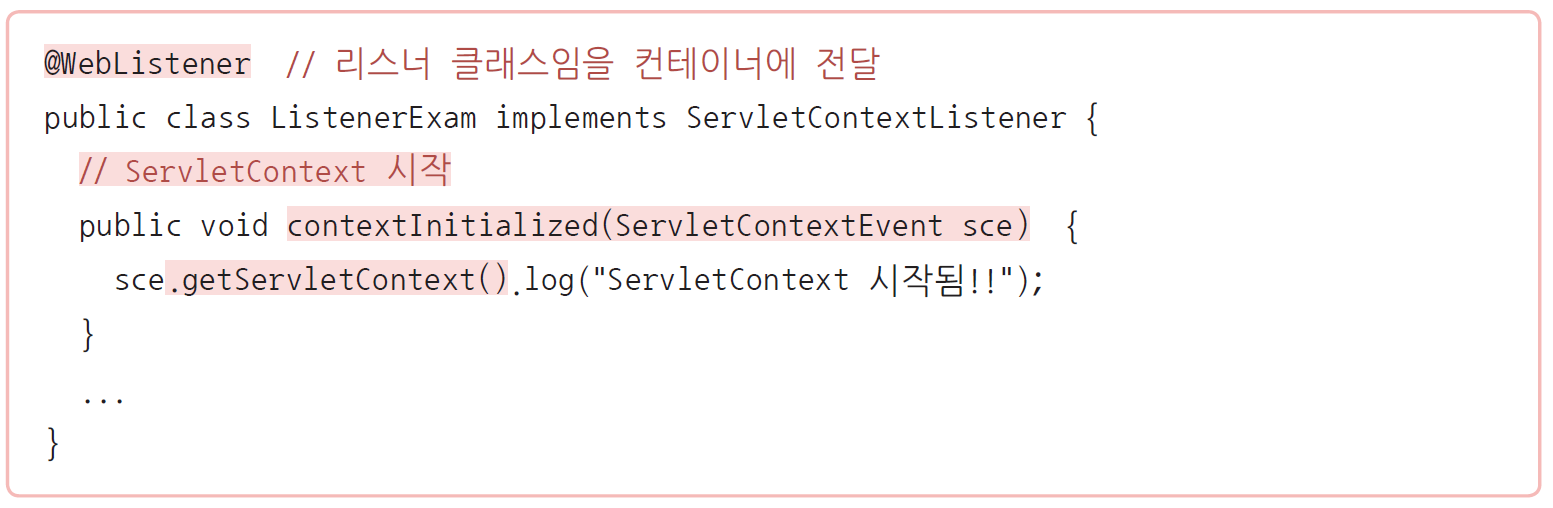 @WebListener // 리스너 클래스임을 컨테이너에 전달
public class ListenerExam implements ServletContextListener {
// ServletContext 시작
public void contextInitialized(ServletContextEvent sce) {
sce.getServletContext().log("ServletContext 시작됨!!");
}
...
}